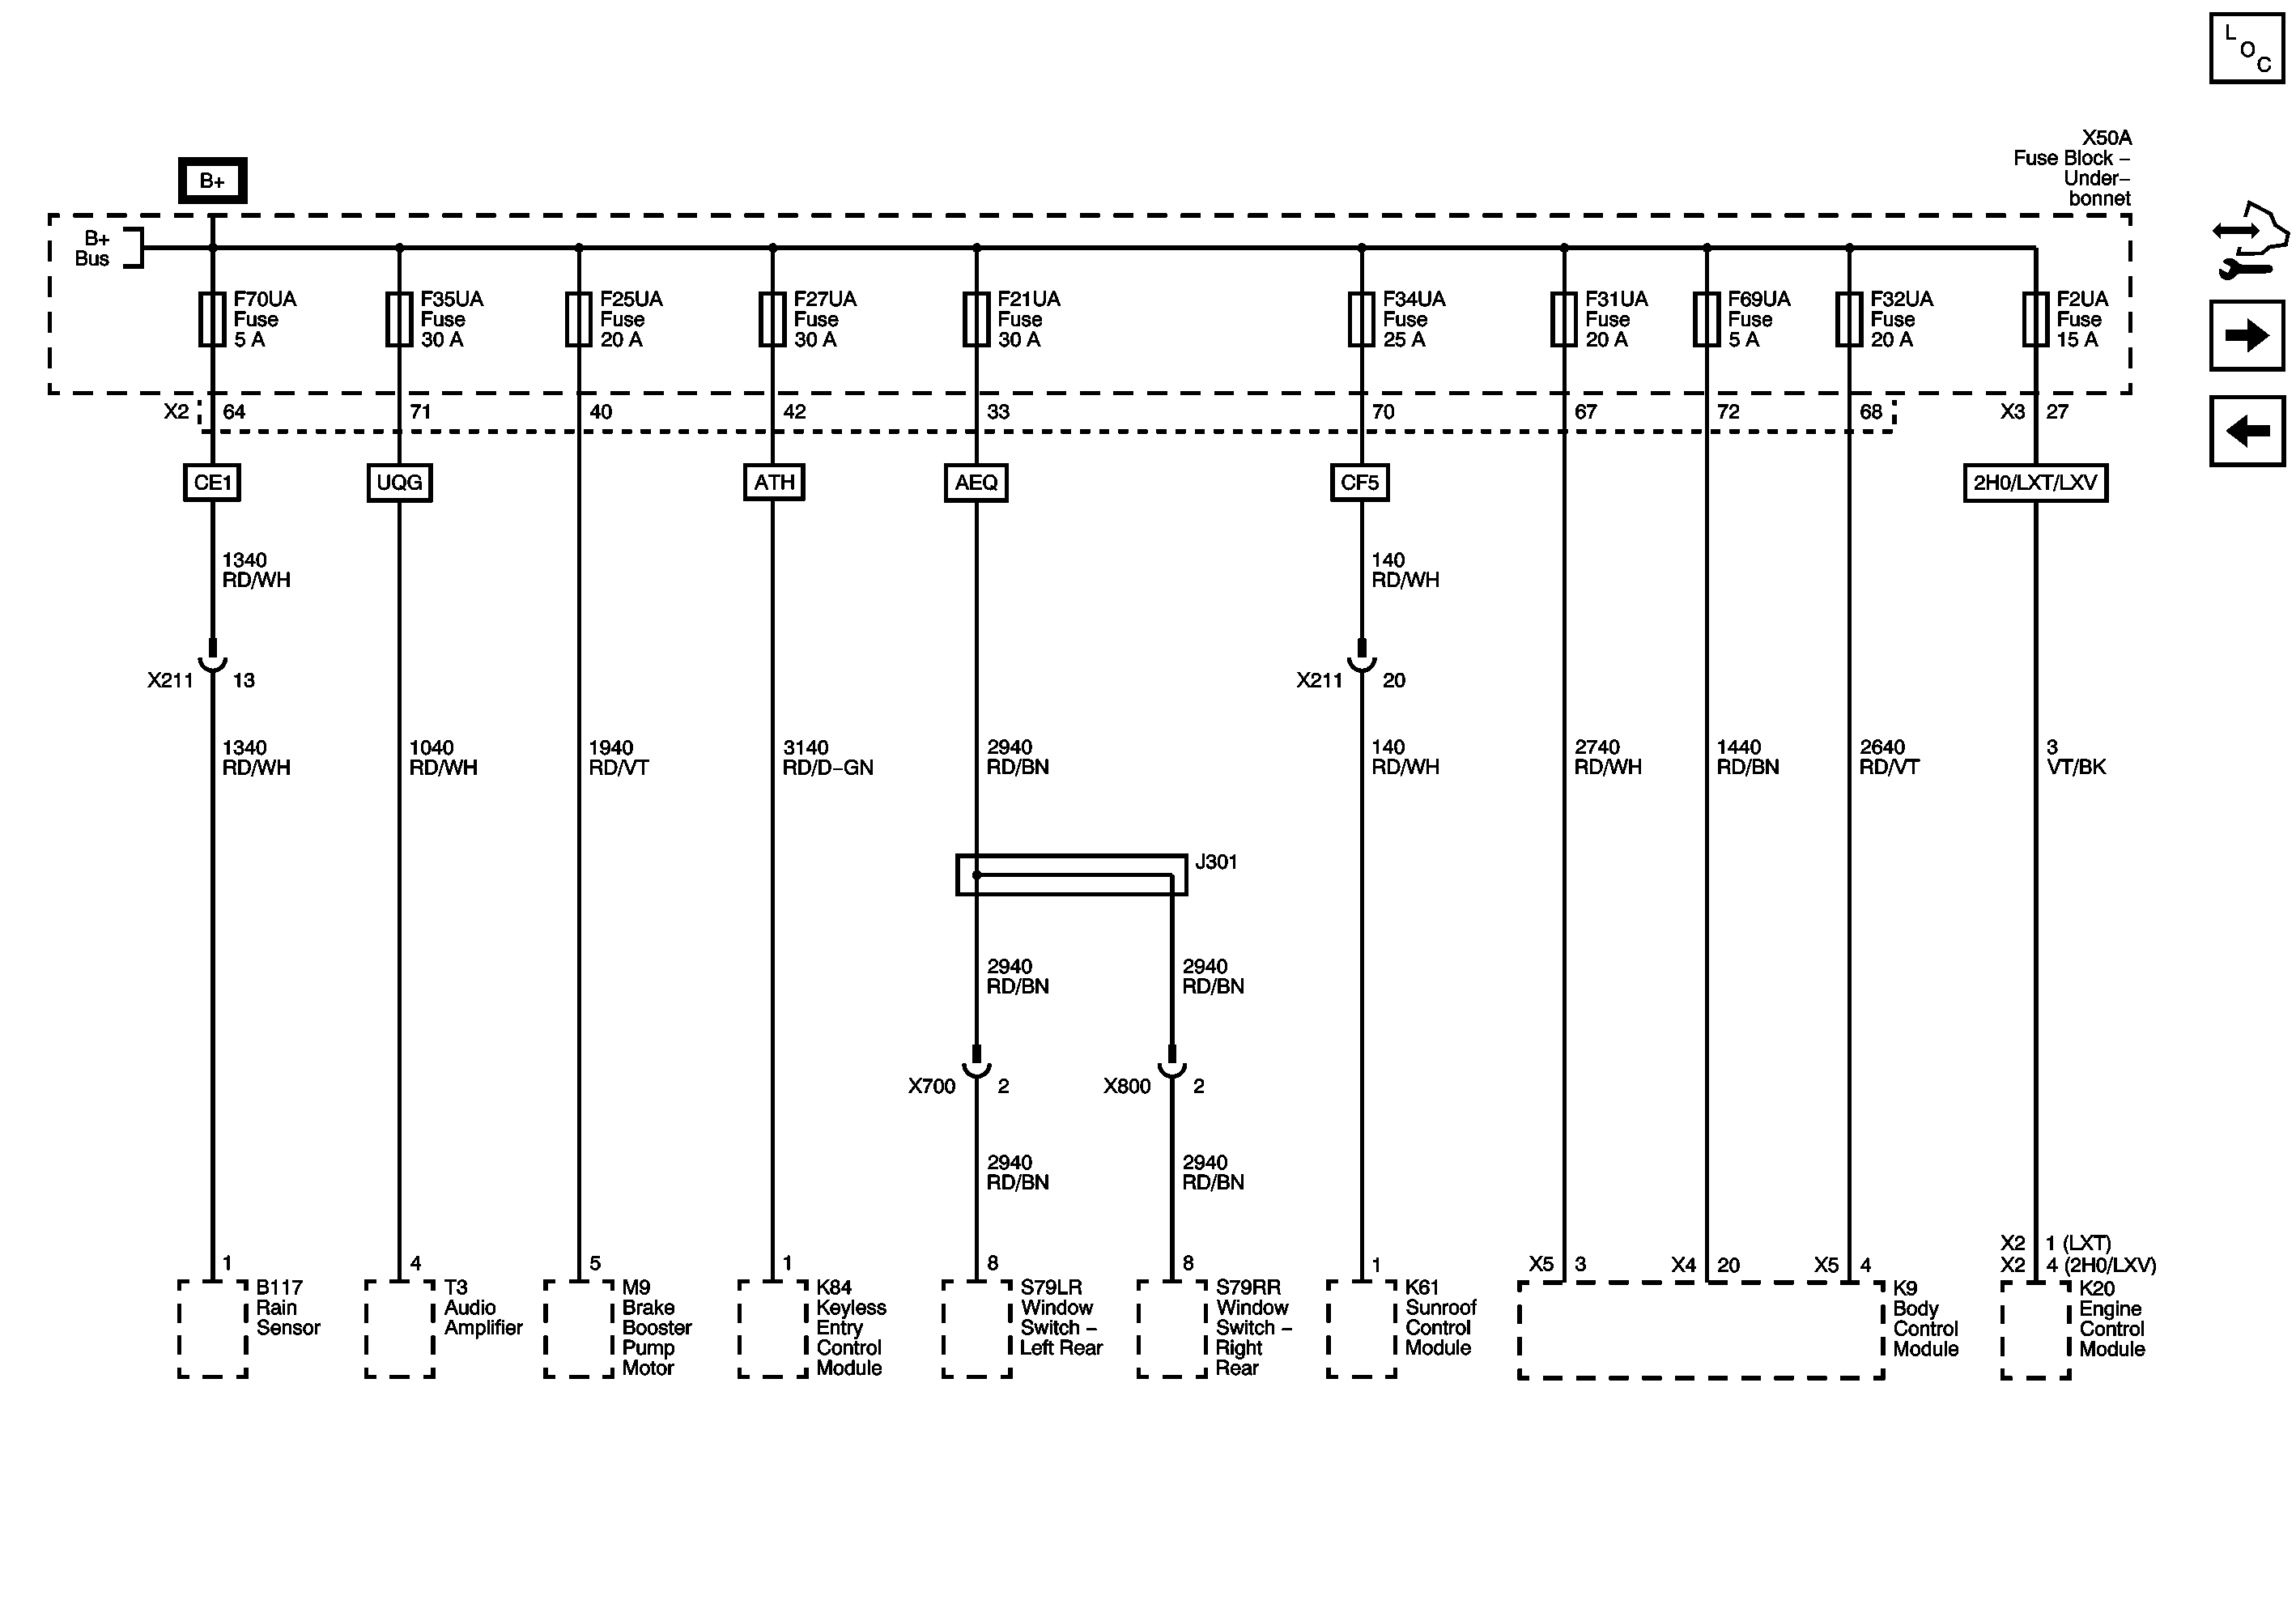 L
O
C
X50A
Fuse Block –
Under–
bonnet
B+
B+
Bus
F70UA
Fuse
5 A
F35UA
Fuse
30 A
F25UA
Fuse
20 A
F27UA
Fuse
30 A
F21UA
Fuse
30 A
F34UA
Fuse
25 A
F31UA
Fuse
20 A
F69UA
Fuse
5 A
F32UA
Fuse
20 A
F2UA
Fuse
15 A
X2 64 71 40 42 33 70 67 72 68 X3 27
CE1 UQG ATH AEQ CF5 2H0/LXT/LXV
1340
RD/WH
140
RD/WH
X211 13
X211 20
1340
RD/WH
1040
RD/WH
1940
RD/VT
3140
RD/D–GN
2940
RD/BN
140
RD/WH
2740
RD/WH
1440
RD/BN
2640
RD/VT
3
VT/BK
J301
2940
RD/BN
2940
RD/BN
X700 2
X800 2
2940
RD/BN
2940
RD/BN
X2 1 (LXT)
1 4 5 1 8 8 1 X5 3 X4 20 X5 4 X2 4 (2H0/LXV)
B117
Rain
Sensor
T3
Audio
Amplifier
M9
Brake
Booster
Pump
Motor
K84
Keyless
Entry
Control
Module
S79LR
Window
Switch –
Left Rear
S79RR
Window
Switch –
Right
Rear
K61
Sunroof
Control
Module
K9
Body
Control
Module
K20
Engine
Control
Module